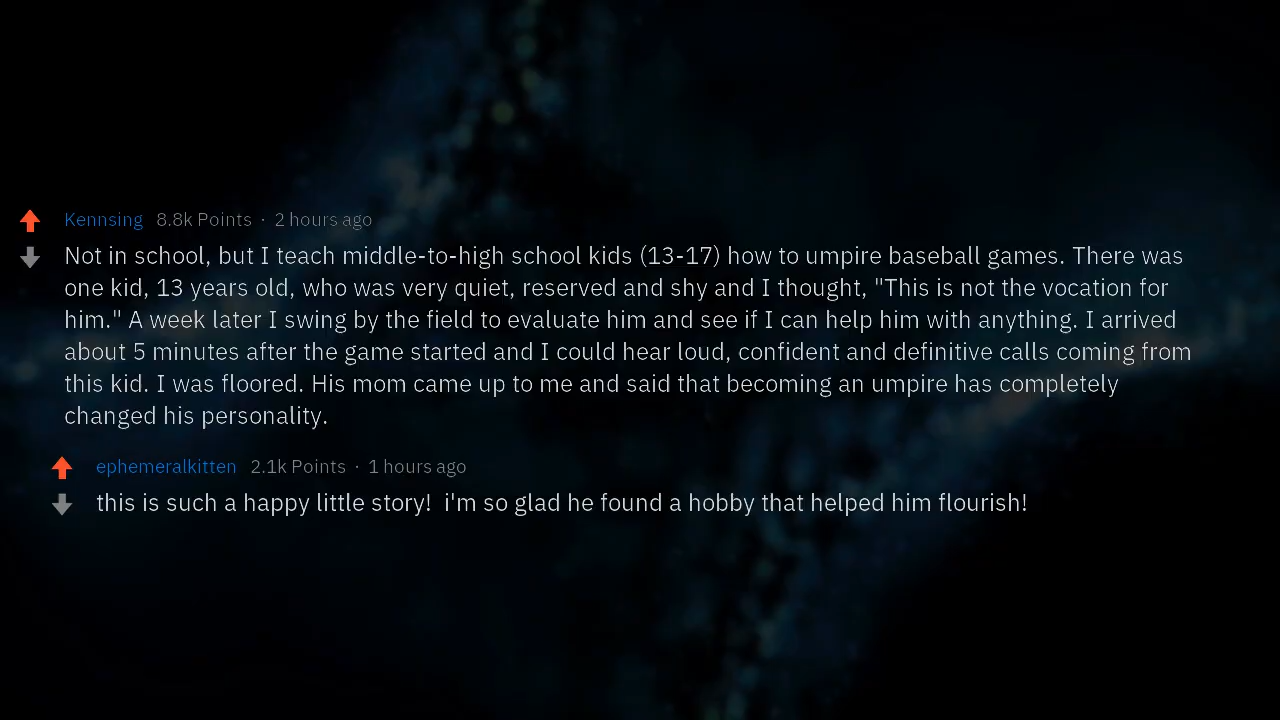 Kennsing 8.8k Points · 2 hours ago
Not in school, but I teach middle-to-high school kids (13-17) how to umpire baseball games. There was
one kid, 13 years old, who was very quiet, reserved and shy and I thought, "This is not the vocation for
him." A week later I swing by the field to evaluate him and see if I can help him with anything. I arrived
about 5 minutes after the game started and I could hear loud, confident and definitive calls coming from
this kid. I was floored. His mom came up to me and said that becoming an umpire has completely
changed his personality.
ephemeralkitten 2.1k Points · 1 hours ago
this is such a happy little story!  i'm so glad he found a hobby that helped him flourish!